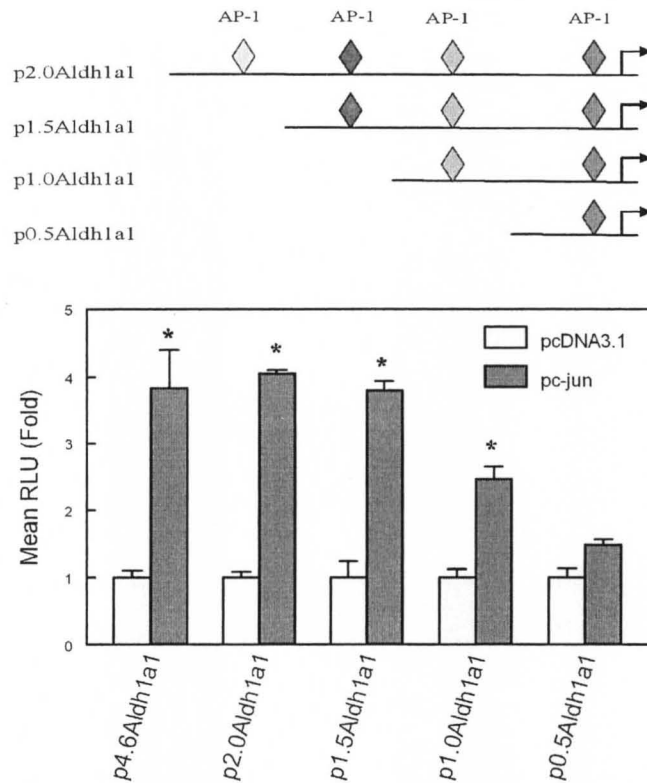 AP-1 AP-1 AP-1 AP-1
p2.0Aldh1a1
p1.5Aldh1a1
p1.0Aldh1a1
p0.5Aldh1a1
5
4
3
2
1
0
Mean RLU (Fold)
* * * *
pcDNA3.1
pc-jun
p4.6Aldh1a1
p2.0Aldh1a1
p1.5Aldh1a1
p1.0Aldh1a1
p0.5Aldh1a1